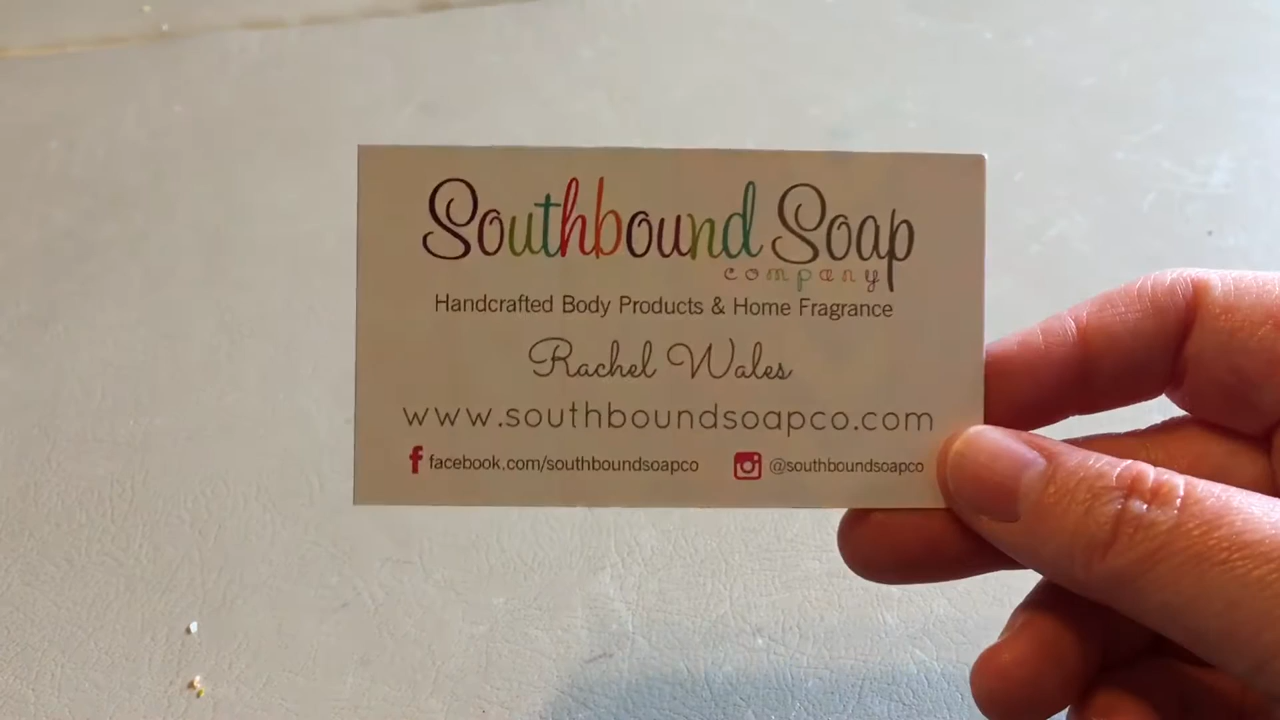 Southbound Soap
company
Handcrafted Body Products & Home Fragrance
Rachel Wales
www.southboundsoapco.com
facebook.com/southboundsoapco @southboundsoapco